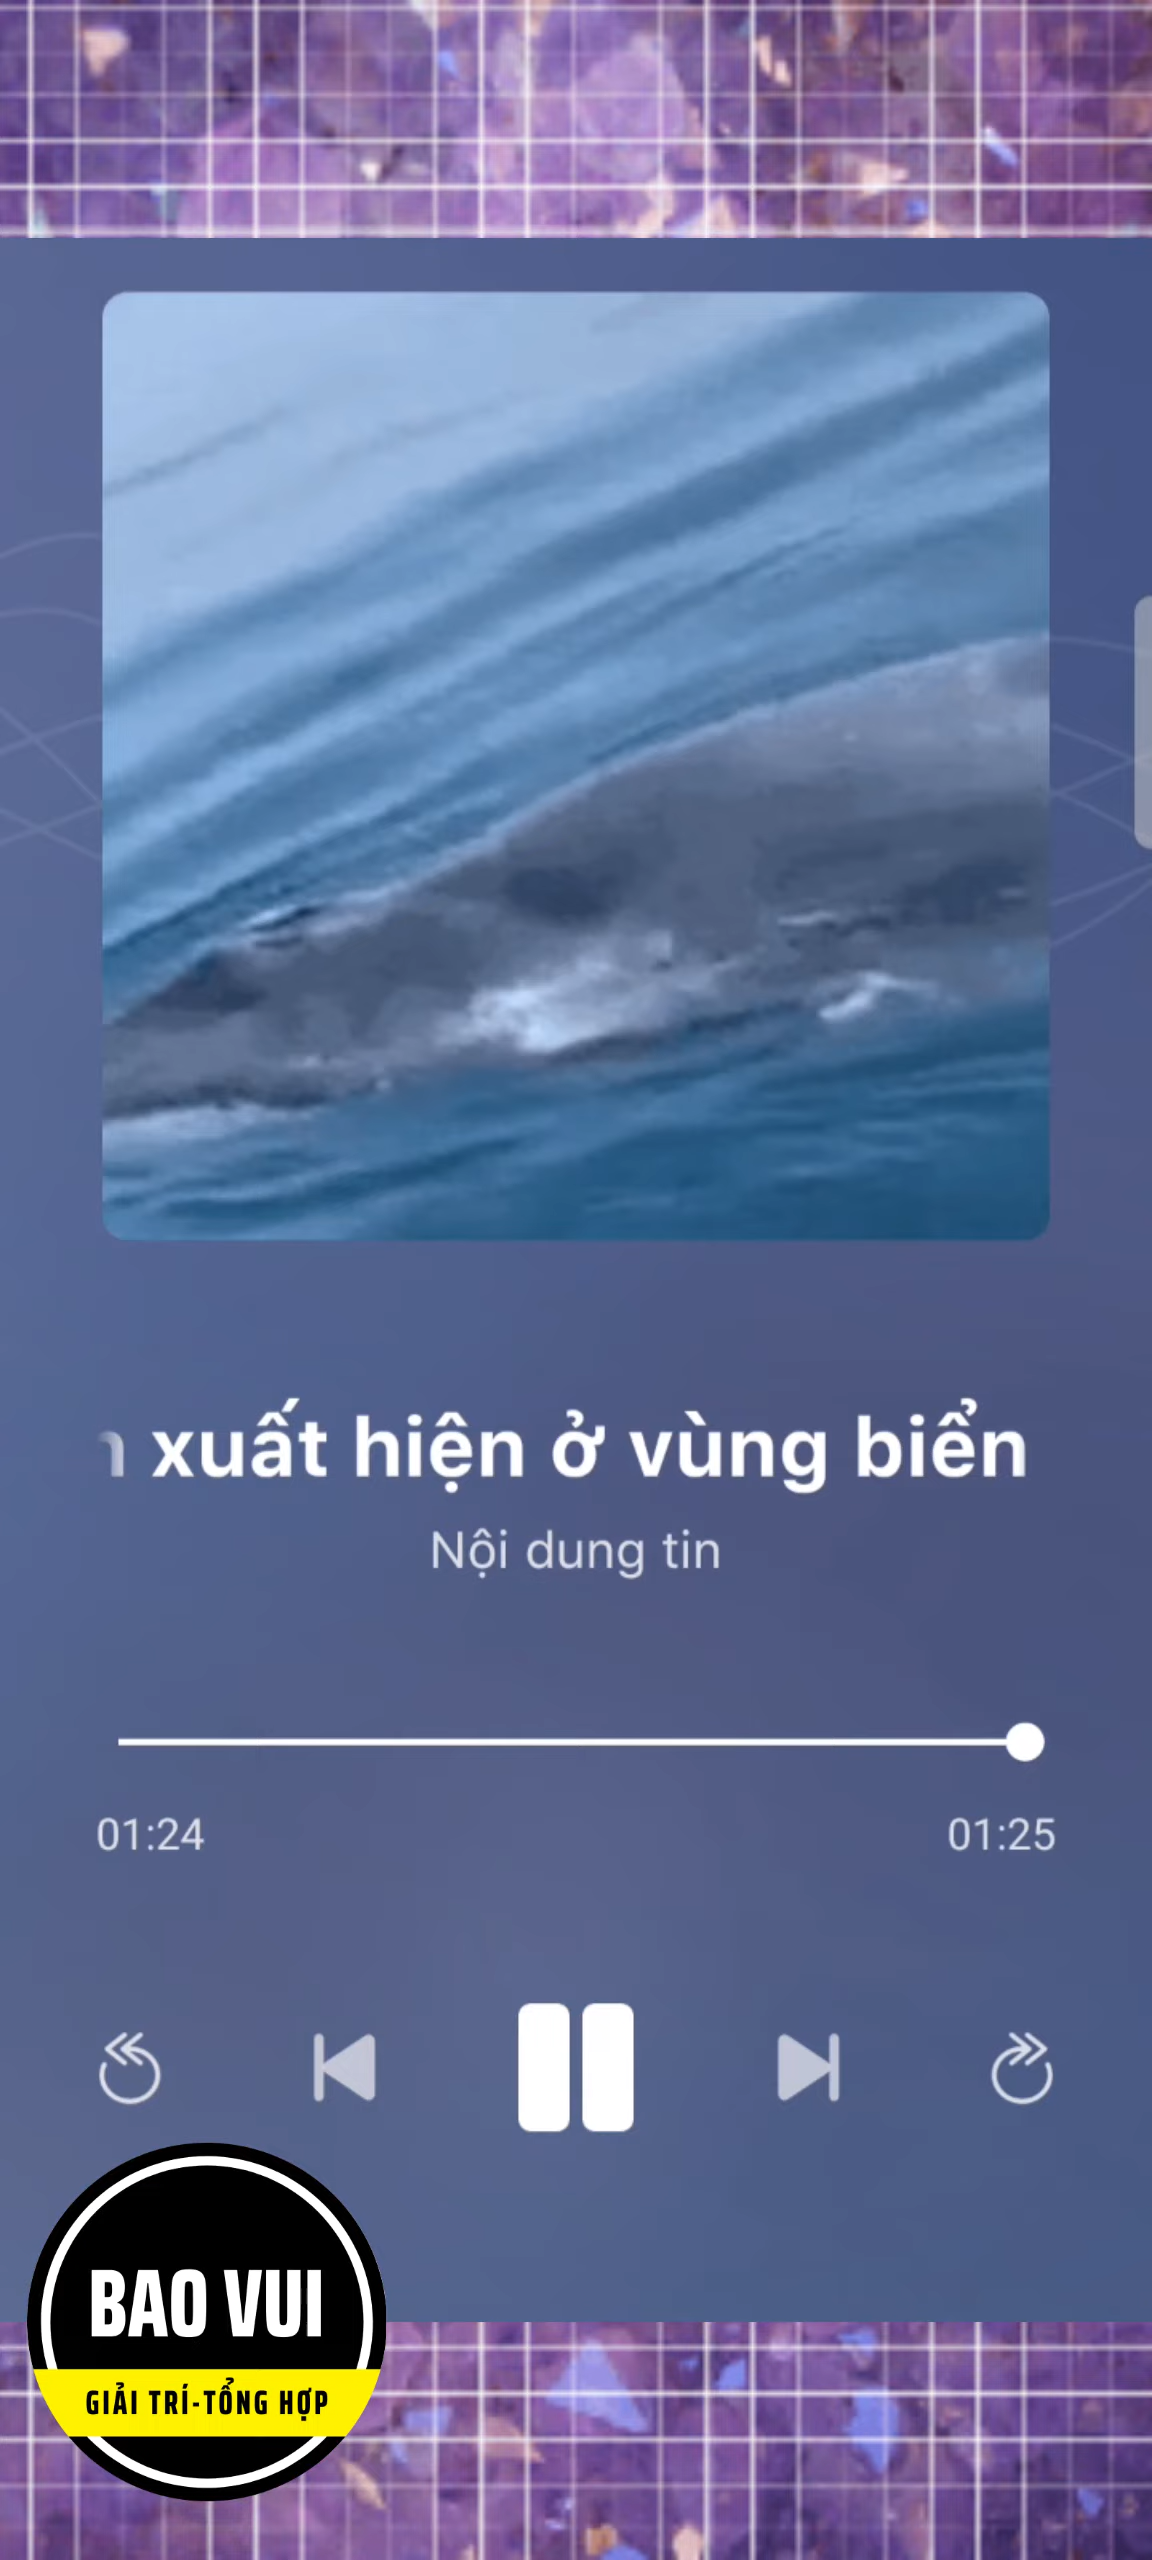 xuất hiện ở vùng biển
Nội dung tin
01:24
01:25
BAO VUI
GIẢI TRÍ-TỔNG HỢP